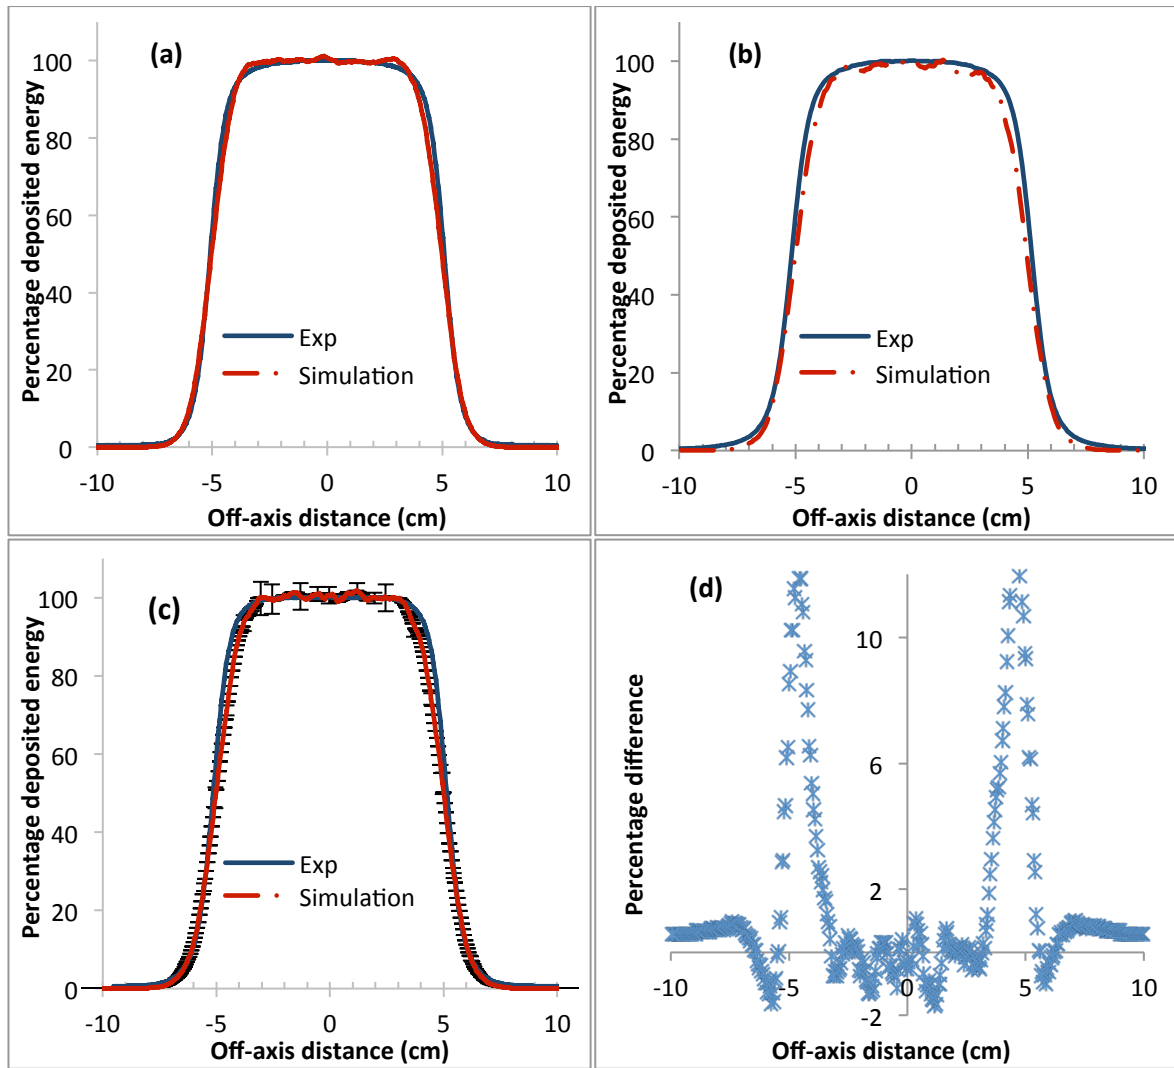 (a)
Percentage deposited energy
100
80
60
40
20
0
Exp
Simulation
-10
-5
0
5
10
Off-axis distance (cm)
(b)
Percentage deposited energy
100
80
60
40
20
0
Exp
Simulation
-10
-5
0
5
10
Off-axis distance (cm)
(c)
Percentage deposited energy
100
80
60
40
20
0
Exp
Simulation
-10
-5
0
5
10
Off-axis distance (cm)
(d)
Percentage difference
10
6
2
-2
-10
-5
0
5
10
Off-axis distance (cm)